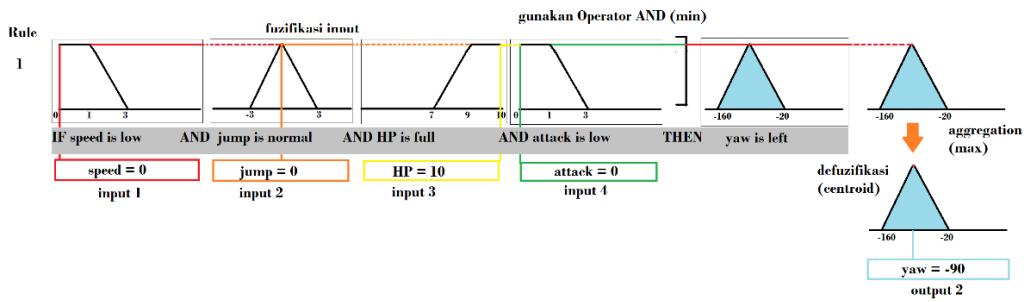 gunakan Operator AND (min)
Rule
fuzifikasi input
1
0 1 3
-3 3
7 9 10
0 1 3
-160 -20
-160 -20
IF speed is low AND jump is normal AND HP is full AND attack is low THEN yaw is left
aggregation
(max)
speed = 0
jump = 0
HP = 10
attack = 0
input 1
input 2
input 3
input 4
defuzifikasi
(centroid)
-160 -20
yaw = -90
output 2